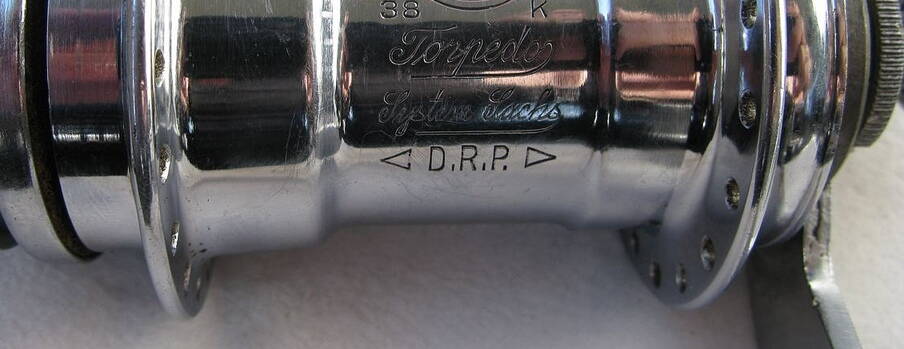 38 K
Torpedo
System Sachs
◁ D.R.P. ▷